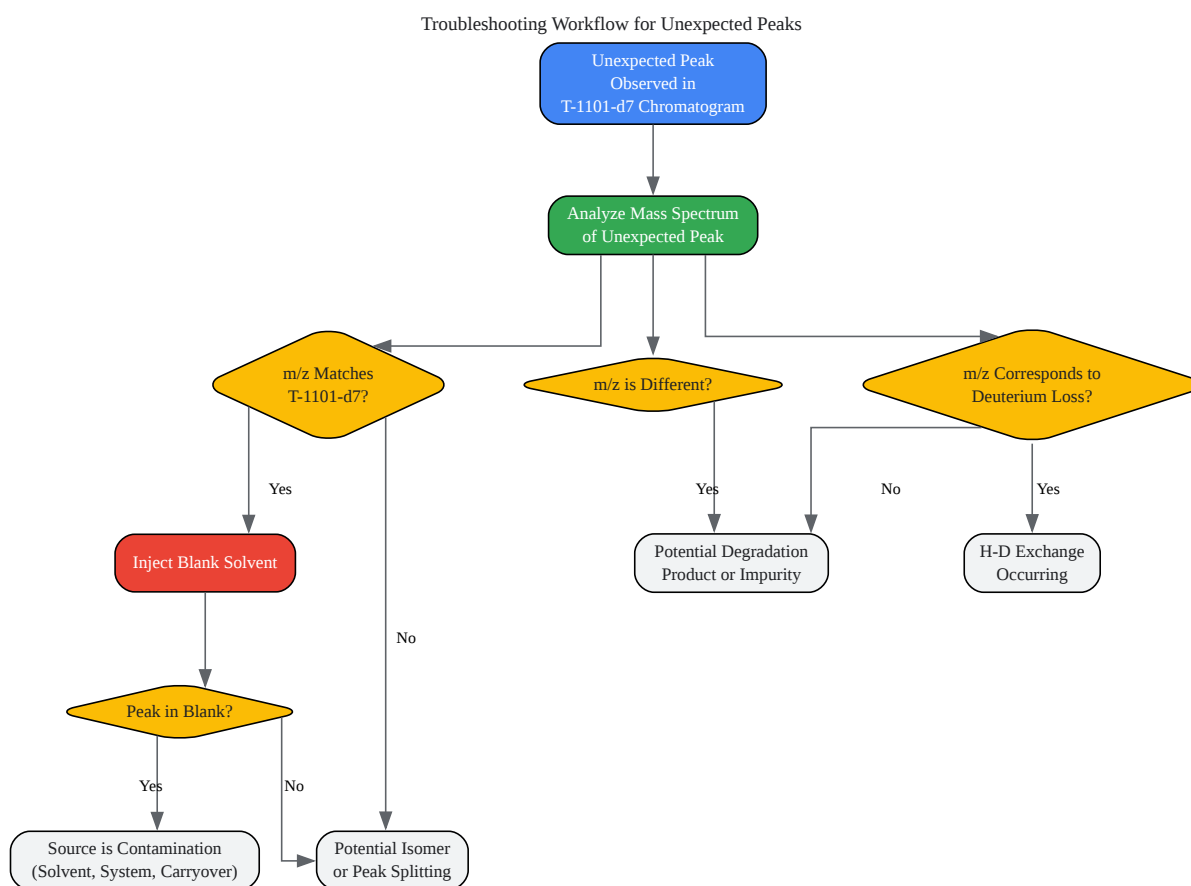 Troubleshooting Workflow for Unexpected Peaks
Unexpected Peak
Observed in
T-1101-d7 Chromatogram
Analyze Mass Spectrum
of Unexpected Peak
m/z Matches
T-1101-d7?
m/z is Different?
m/z Corresponds to
Deuterium Loss?
Yes
Yes
No
Yes
Inject Blank Solvent
Potential Degradation
Product or Impurity
H-D Exchange
Occurring
No
Peak in Blank?
Yes
No
Source is Contamination
(Solvent, System, Carryover)
Potential Isomer
or Peak Splitting